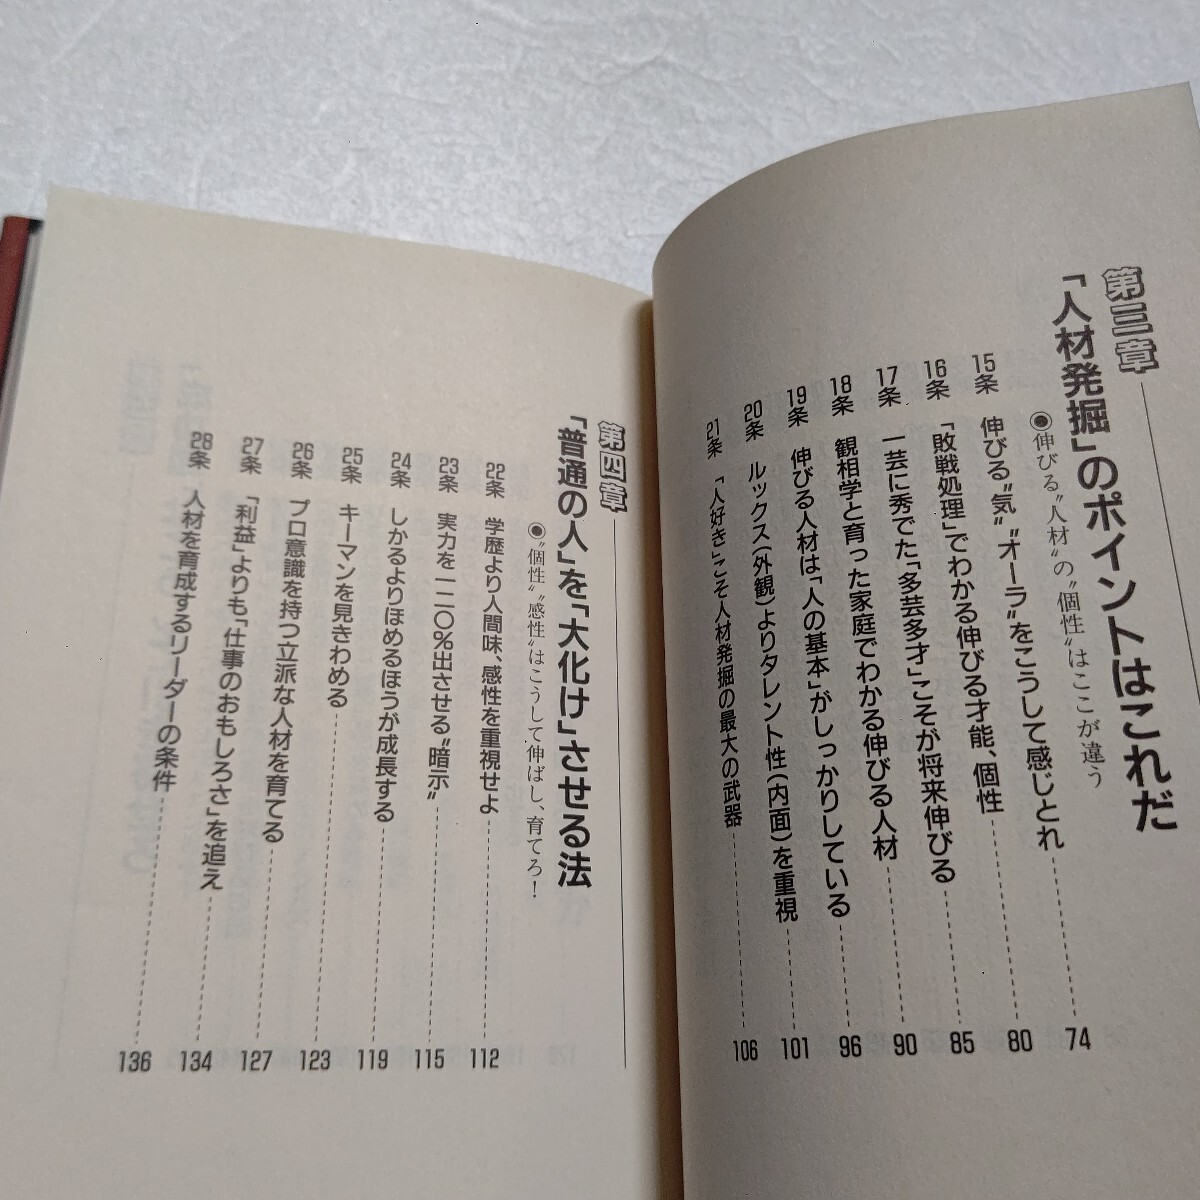 第三章
「人材発掘」のポイントはこれだ
◉伸びる〝人材〟の〝個性〟はここが違う
15条 伸びる〝気〟〝オーラ〟をこうして感じとれ 74
16条 「敗戦処理」でわかる伸びる才能、個性 80
17条 一芸に秀でた「多芸多才」こそが将来伸びる 85
18条 観相学と育った家庭でわかる伸びる人材 90
19条 伸びる人材は「人の基本」がしっかりしている 96
20条 ルックス(外観)よりタレント性(内面)を重視 101
21条 「人好き」こそ人材発掘の最大の武器 106
第四章
「普通の人」を「大化け」させる法
◉〝個性〟〝感性〟はこうして伸ばし、育てろ!
22条 学歴より人間味、感性を重視せよ 112
23条 実力を一二〇%出させる〝暗示〟 115
24条 しかるよりほめるほうが成長する 119
25条 キーマンを見きわめる 123
26条 プロ意識を持つ立派な人材を育てる 127
27条 「利益」よりも「仕事のおもしろさ」を追え 134
28条 人材を育成するリーダーの条件 136